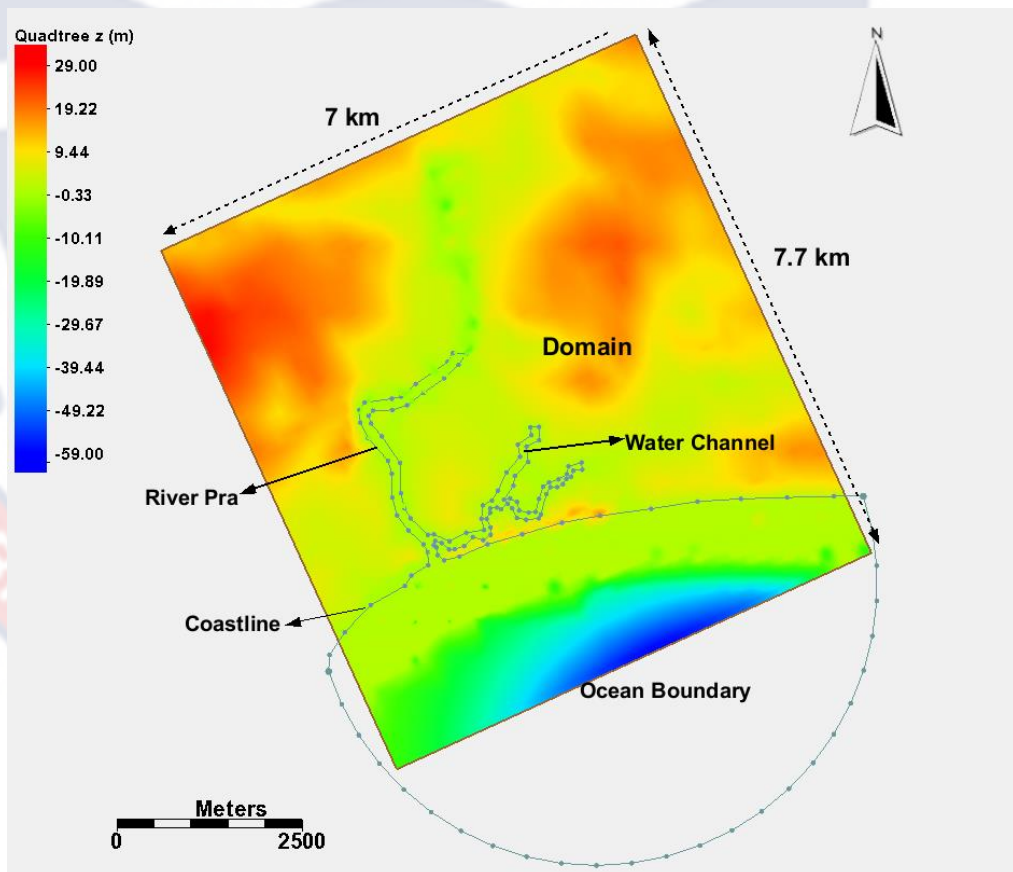 Quadtree z (m)
29.00
19.22
9.44
-0.33
-10.11
-19.89
-29.67
-39.44
-49.22
-59.00
N
7 km
7.7 km
Domain
Water Channel
River Pra
Coastline
Ocean Boundary
Meters
0 2500